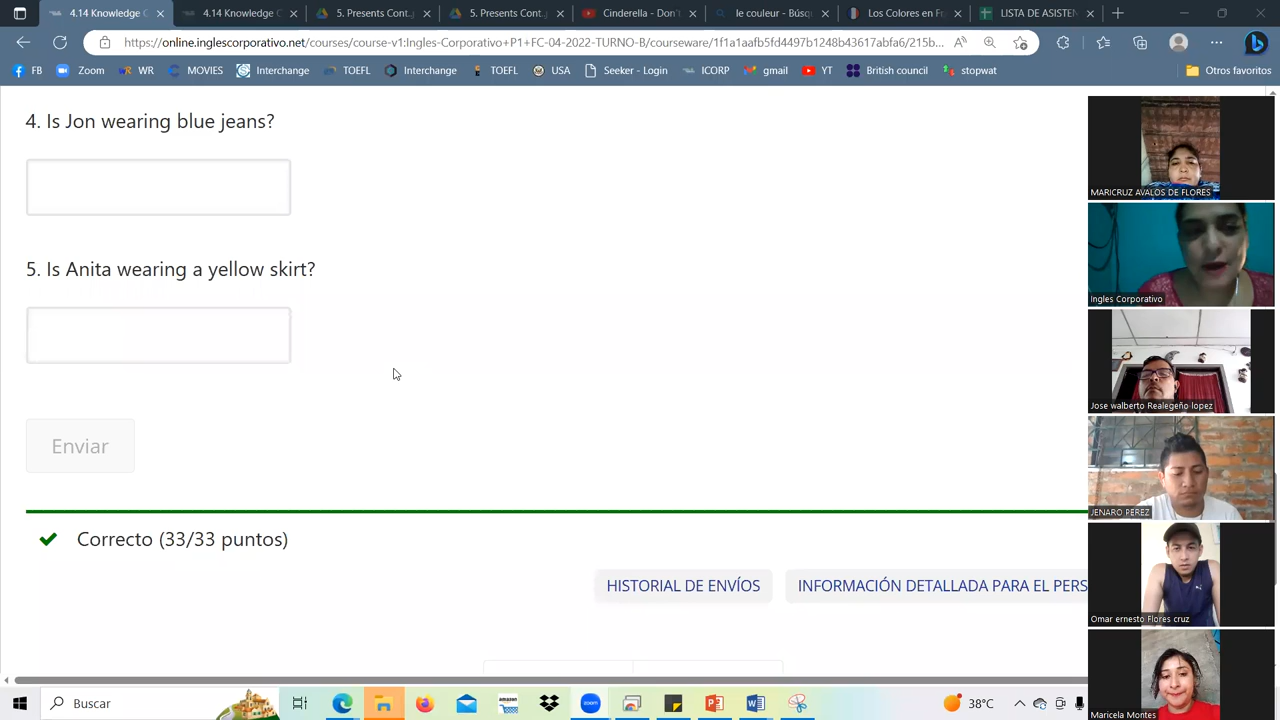 4.14 Knowledge C
4.14 Knowledge C
5. Presents Cont.
5. Presents Cont.
Cinderella - Don't
le couleur - Búsq
Los Colores en Fr
LISTA DE ASISTEN
https://online.inglescorporativo.net/courses/course-v1:Ingles-Corporativo+P1+FC-04-2022-TURNO-B/courseware/1f1a1aafb5fd4497b1248b43617abfa6/215b...
FB
Zoom
WR
MOVIES
Interchange
TOEFL
Interchange
TOEFL
USA
Seeker - Login
ICORP
gmail
YT
British council
stopwat
Otros favoritos
4. Is Jon wearing blue jeans?
5. Is Anita wearing a yellow skirt?
Enviar
Correcto (33/33 puntos)
HISTORIAL DE ENVÍOS
INFORMACIÓN DETALLADA PARA EL PERS
MARICRUZ AVALOS DE FLORES
Ingles Corporativo
Jose walberto Realegeño lopez
JENARO PEREZ
Omar ernesto Flores cruz
Maricela Montes
Buscar
amazon
38°C